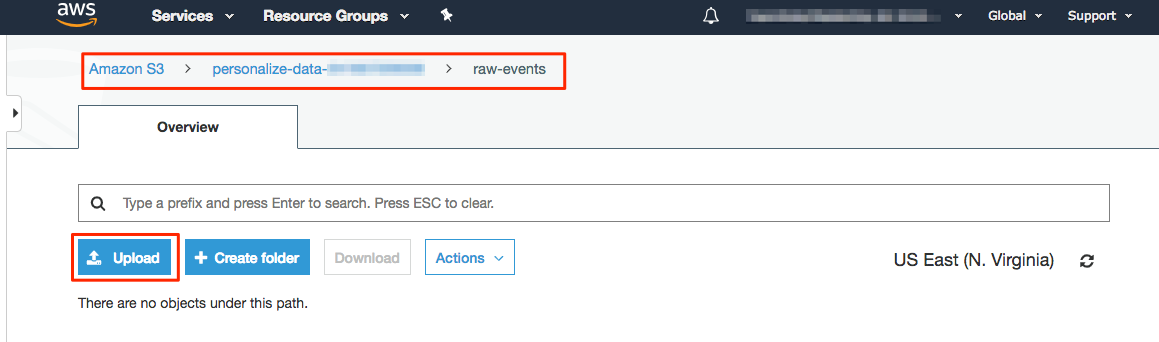 aws Services Resource Groups Global Support
Amazon S3 > personalize-data- > raw-events
Overview
Type a prefix and press Enter to search. Press ESC to clear.
Upload + Create folder Download Actions US East (N. Virginia)
There are no objects under this path.